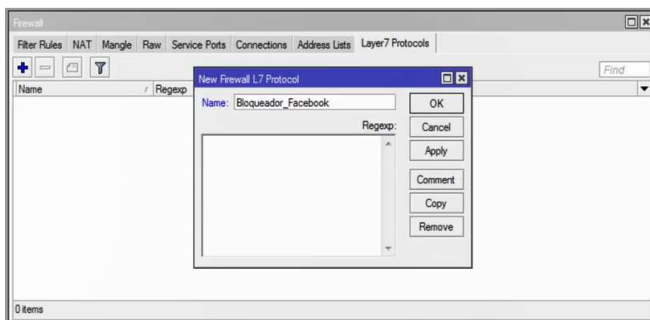 Firewall
Filter Rules NAT Mangle Raw Service Ports Connections Address Lists Layer7 Protocols
Find
Name / Regexp
New Firewall L7 Protocol
Name: Bloqueador_Facebook
Regexp:
OK
Cancel
Apply
Comment
Copy
Remove
0 items